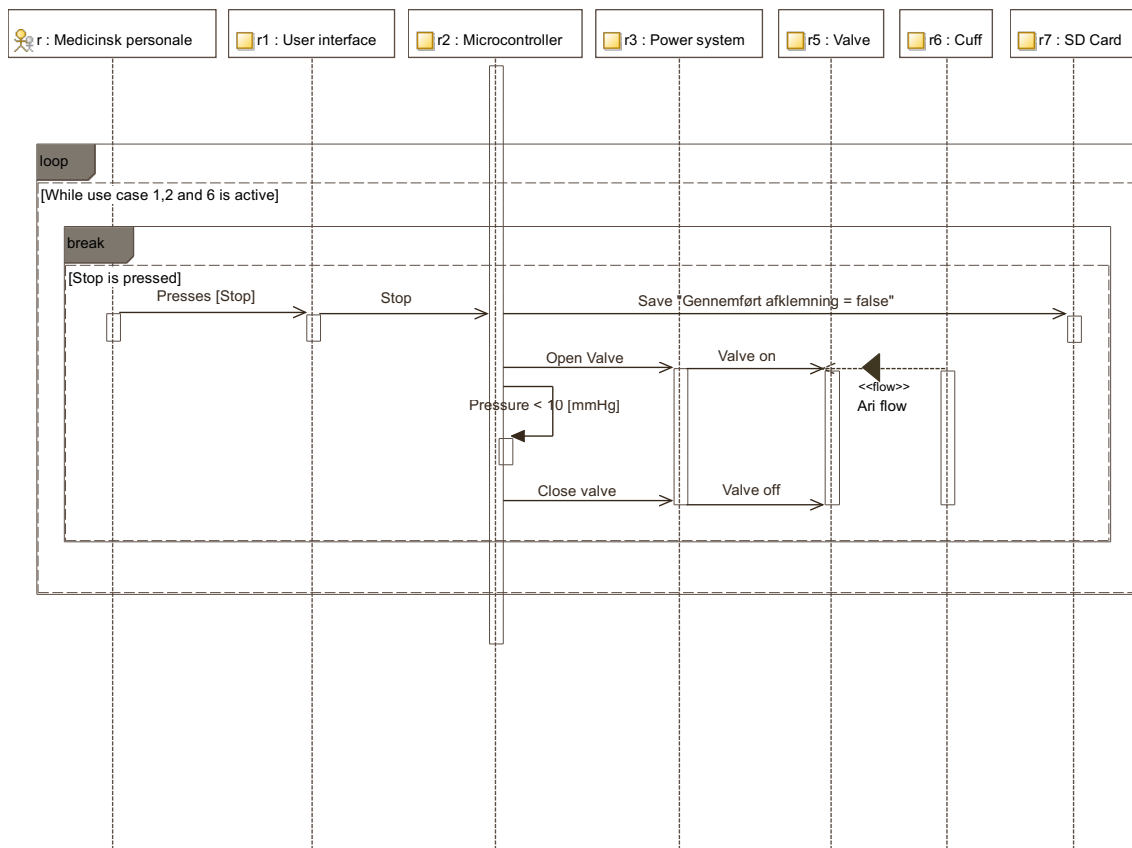 r : Medicinsk personale
r1 : User interface
r2 : Microcontroller
r3 : Power system
r5 : Valve
r6 : Cuff
r7 : SD Card
loop
[While use case 1,2 and 6 is active]
break
[Stop is pressed]
Presses [Stop]
Stop
Save "Gennemført afklemning = false"
Open Valve
Valve on
<<flow>>
Ari flow
Pressure < 10 [mmHg]
Close valve
Valve off